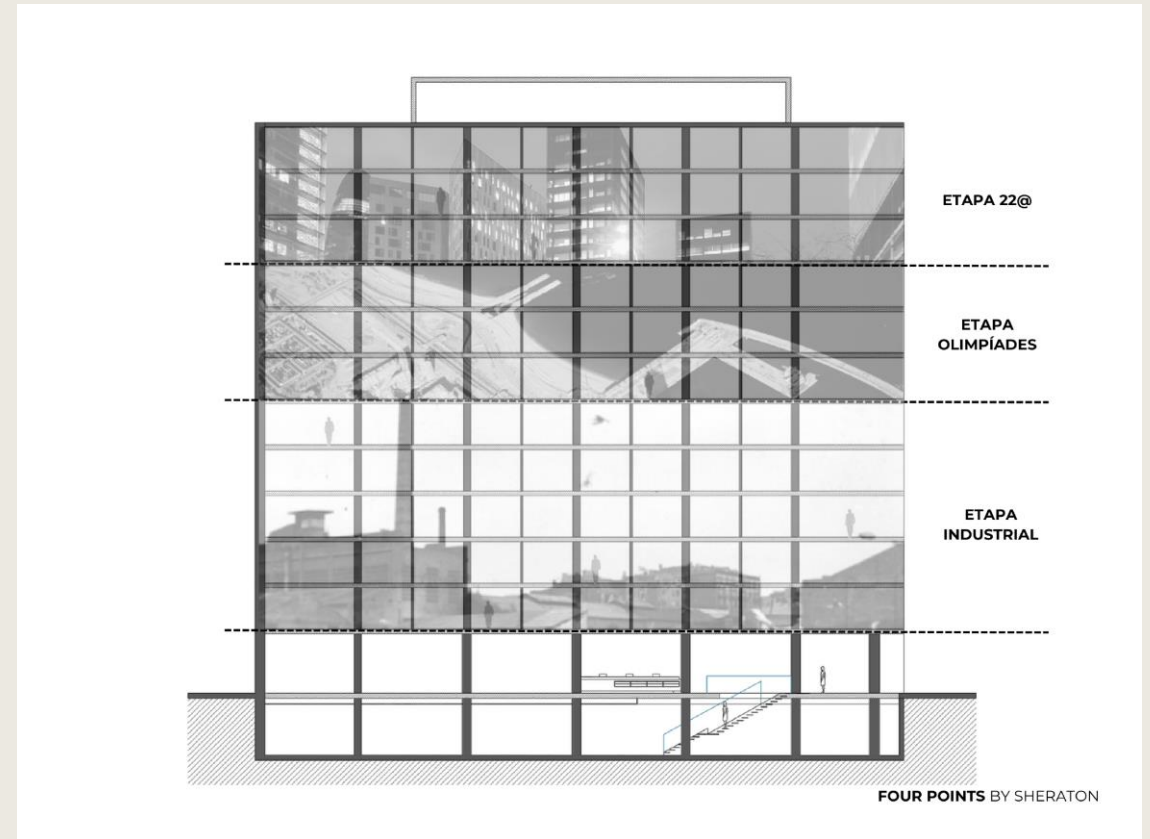 ETAPA 22@
ETAPA
OLIMPÍADES
ETAPA
INDUSTRIAL
FOUR POINTS BY SHERATON